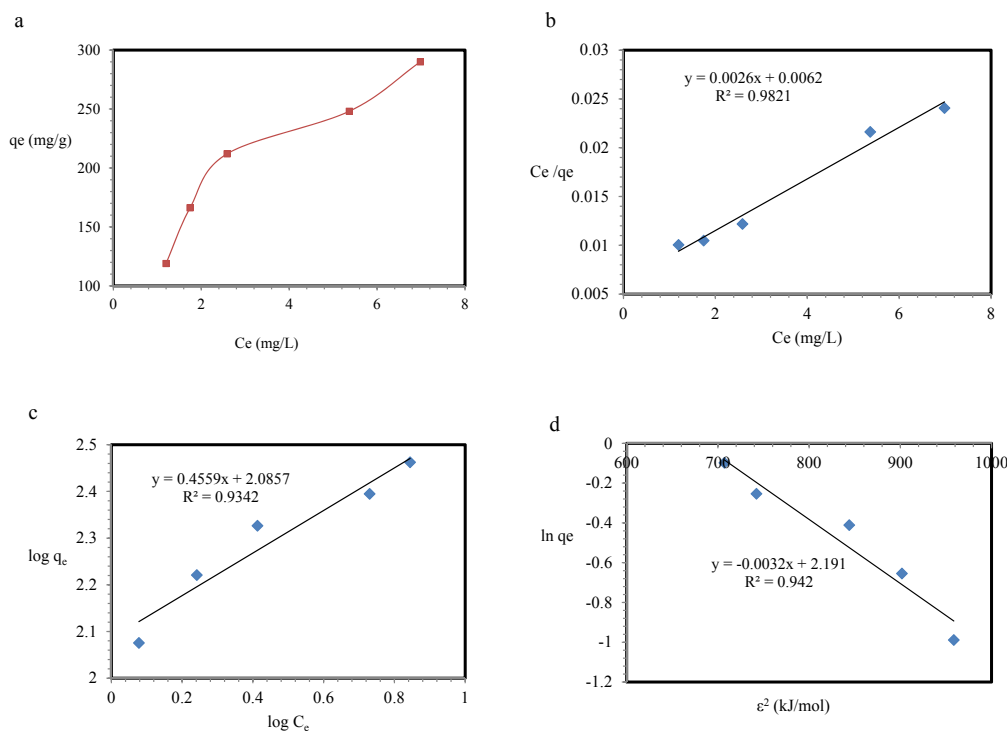 a
300
250
200
150
100
qe (mg/g)
0
2
4
6
8
Ce (mg/L)
b
0.03
0.025
0.02
0.015
0.01
0.005
Ce /qe
y = 0.0026x + 0.0062
R² = 0.9821
0
2
4
6
8
Ce (mg/L)
c
2.5
2.4
2.3
2.2
2.1
2
log qₑ
y = 0.4559x + 2.0857
R² = 0.9342
0
0.2
0.4
0.6
0.8
1
log Cₑ
d
0
-0.2
-0.4
-0.6
-0.8
-1
-1.2
600
700
800
900
1000
ln qe
y = -0.0032x + 2.191
R² = 0.942
ε² (kJ/mol)